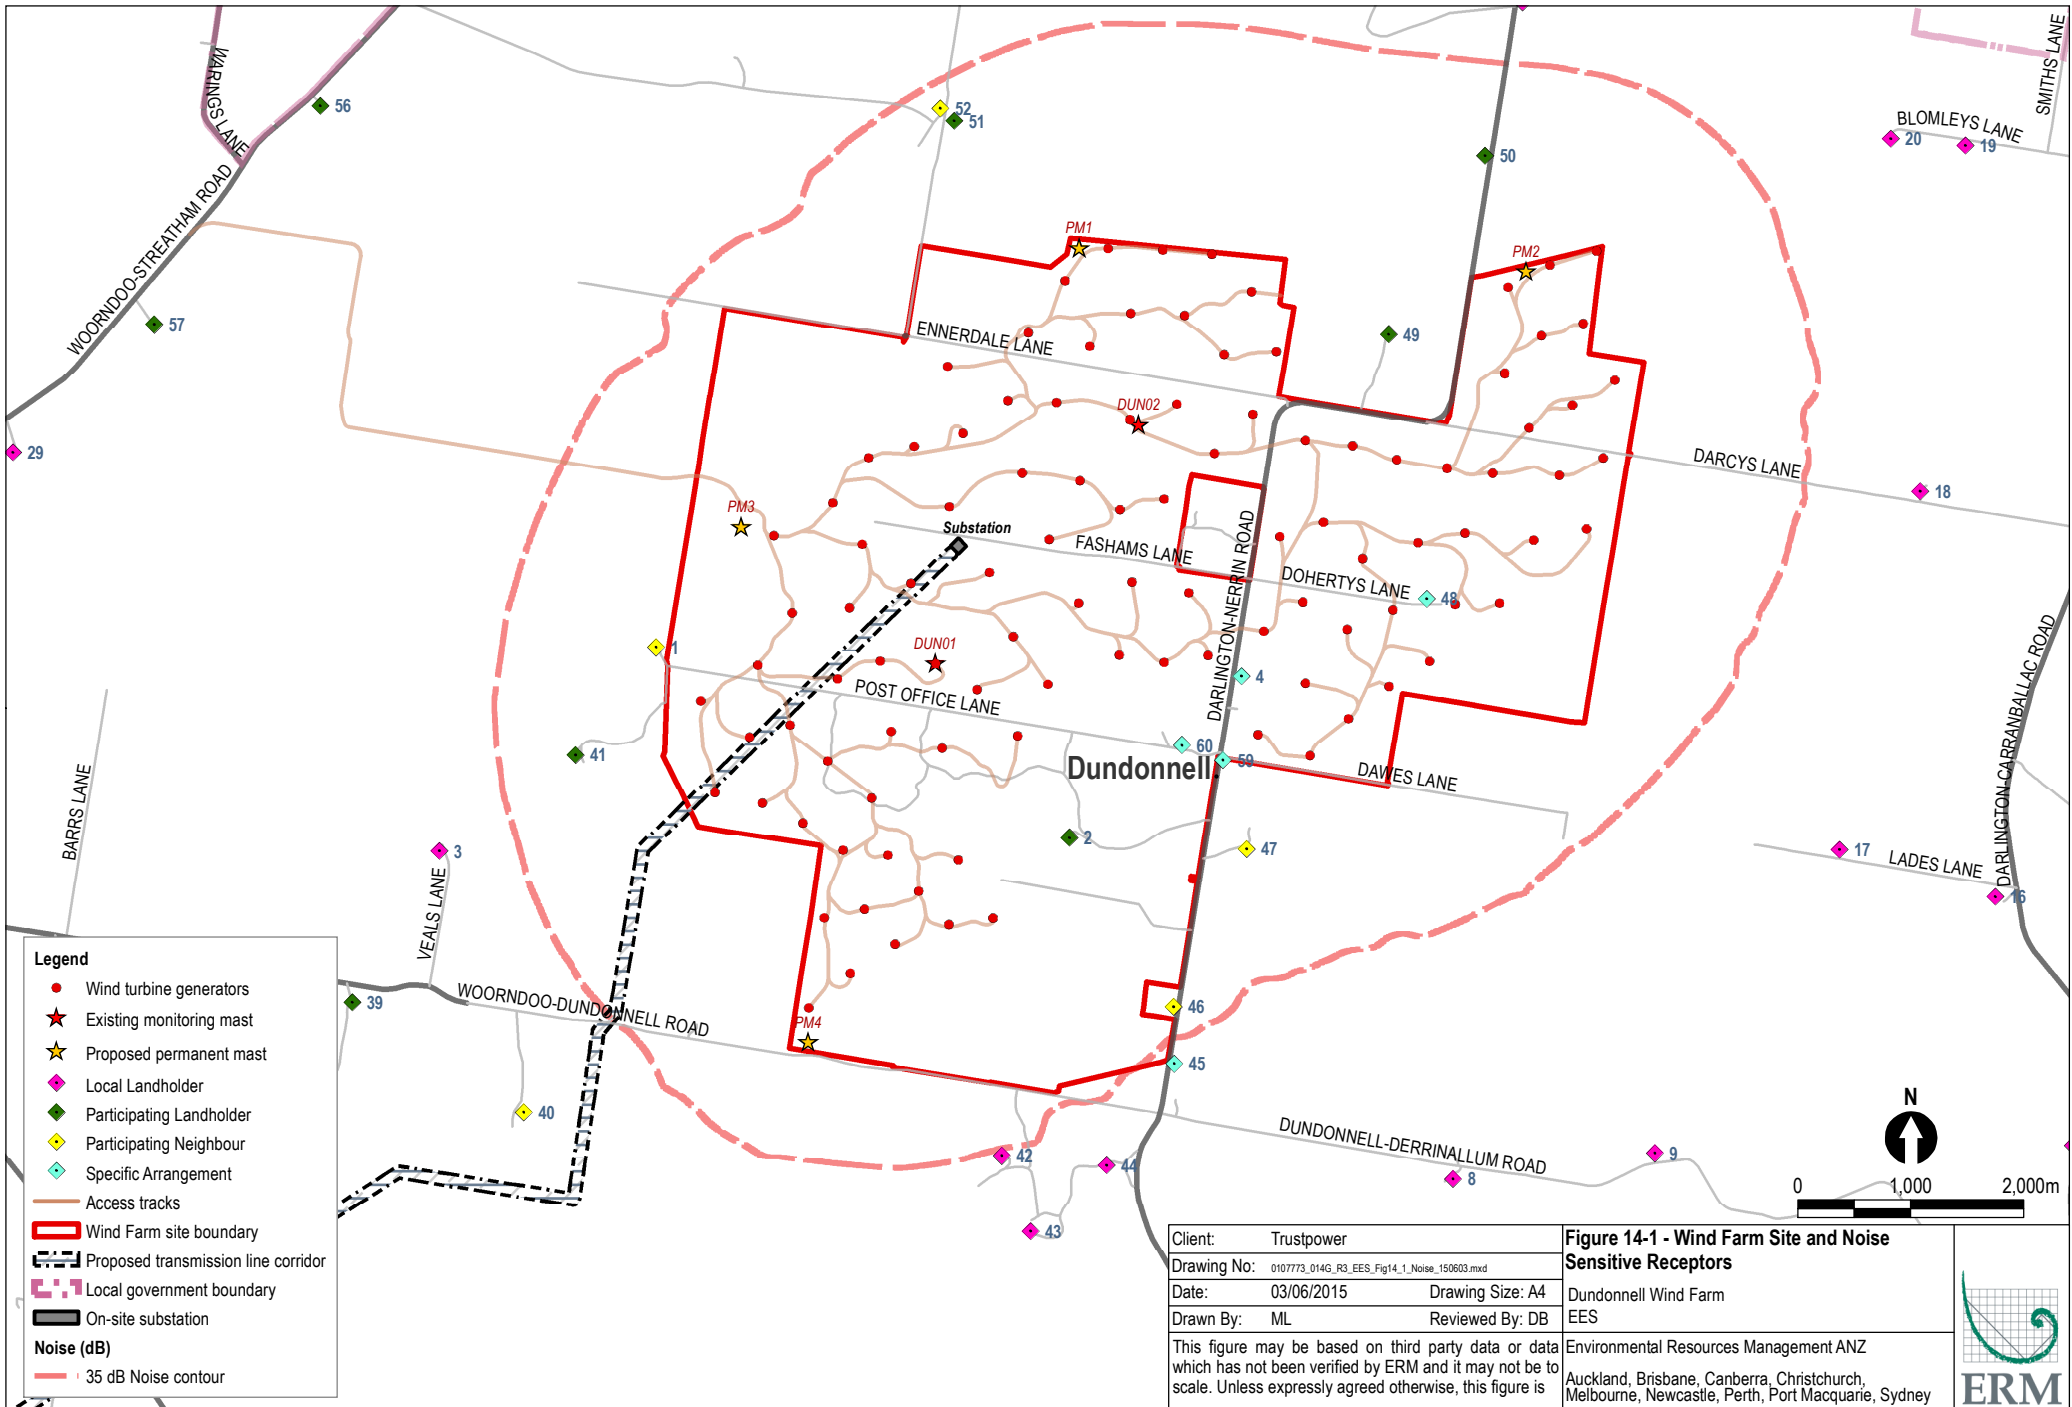 WARINGS LANE
56
52
51
50
BLOMLEYS LANE
20
19
SMITHS LANE
WOORNDOO-STREATHAM ROAD
57
PM1
PM2
ENNERDALE LANE
49
DUN02
29
DARCYS LANE
18
PM3
Substation
FASHAMS LANE
DARLINGTON-NERRIN ROAD
DOHERTYS LANE
48
1
DUN01
POST OFFICE LANE
4
DARLINGTON-CARRANBALLAC ROAD
41
60
59
Dundonnell
DAWES LANE
BARRS LANE
3
2
47
17
LADES LANE
16
VEALS LANE
39
WOORNDOO-DUNDONNELL ROAD
46
PM4
45
40
42
44
43
DUNDONNELL-DERRINALLUM ROAD
9
8
N
0 1,000 2,000m
Legend
Wind turbine generators
Existing monitoring mast
Proposed permanent mast
Local Landholder
Participating Landholder
Participating Neighbour
Specific Arrangement
Access tracks
Wind Farm site boundary
Proposed transmission line corridor
Local government boundary
On-site substation
Noise (dB)
35 dB Noise contour
Client: Trustpower
Drawing No: 0107773_014G_R3_EES_Fig14_1_Noise_150603.mxd
Date: 03/06/2015 Drawing Size: A4
Drawn By: ML Reviewed By: DB
This figure may be based on third party data or data
which has not been verified by ERM and it may not be to
scale. Unless expressly agreed otherwise, this figure is
Figure 14-1 - Wind Farm Site and Noise
Sensitive Receptors
Dundonnell Wind Farm
EES
Environmental Resources Management ANZ
Auckland, Brisbane, Canberra, Christchurch,
Melbourne, Newcastle, Perth, Port Macquarie, Sydney
ERM